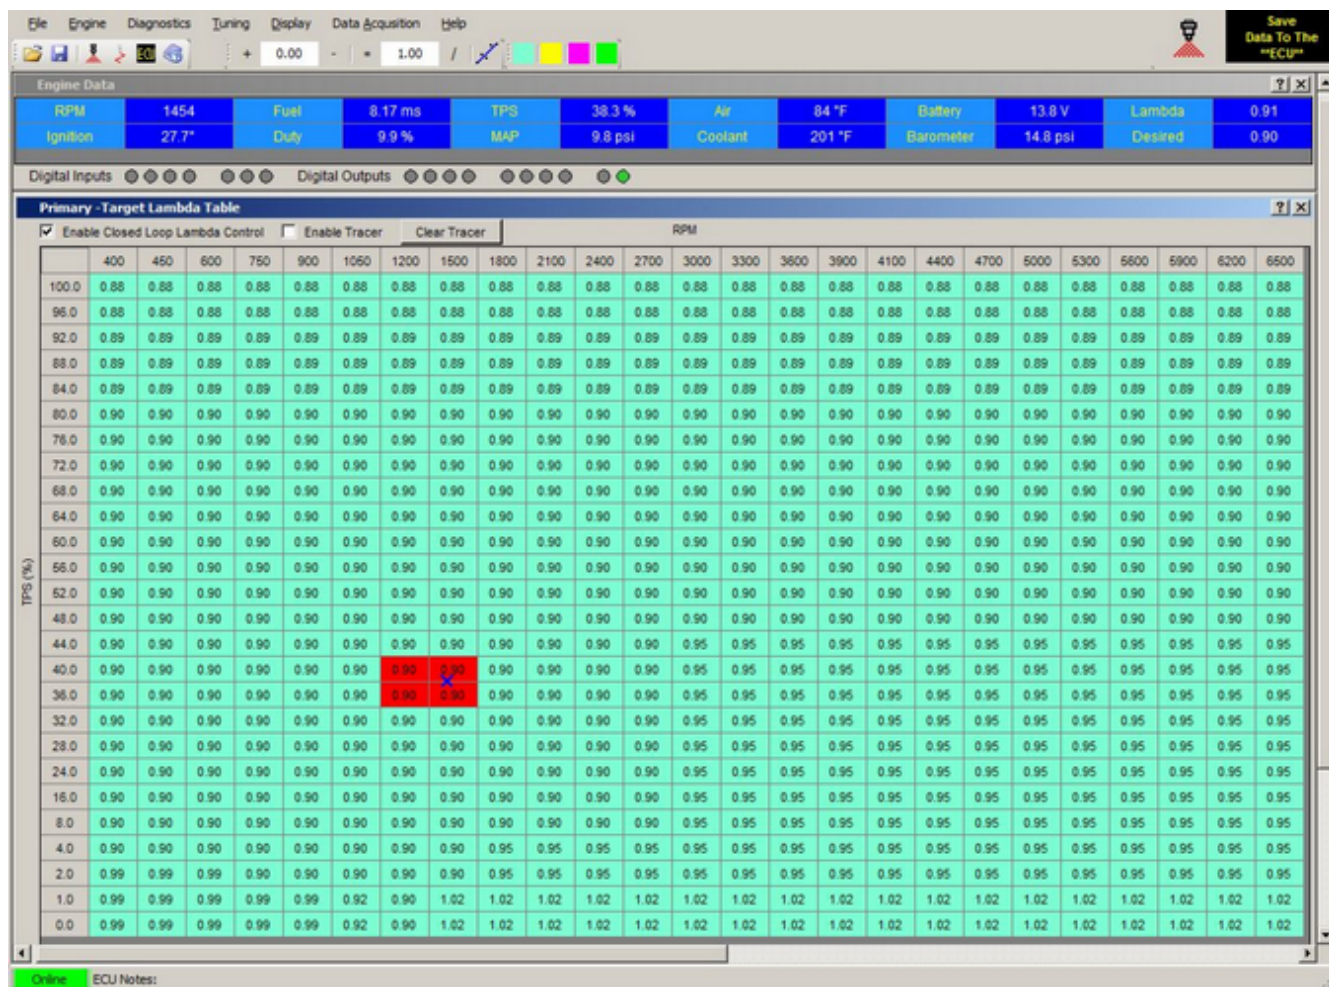 File Engine Diagnostics Tuning Display Data Acqusition Help
Save
Data To The
**ECU**
ECU + 0.00 - * 1.00 /
Engine Data
RPM 1454 Fuel 8.17 ms TPS 38.3 % Air 84 °F Battery 13.8 V Lambda 0.91
Ignition 27.7° Duty 9.9 % MAP 9.8 psi Coolant 201 °F Barometer 14.8 psi Desired 0.90
Digital Inputs Digital Outputs
Primary -Target Lambda Table
Enable Closed Loop Lambda Control Enable Tracer Clear Tracer RPM
400 450 600 750 900 1050 1200 1500 1800 2100 2400 2700 3000 3300 3600 3900 4100 4400 4700 5000 5300 5600 5900 6200 6500
100.0 0.88 0.88 0.88 0.88 0.88 0.88 0.88 0.88 0.88 0.88 0.88 0.88 0.88 0.88 0.88 0.88 0.88 0.88 0.88 0.88 0.88 0.88 0.88 0.88 0.88
96.0 0.88 0.88 0.88 0.88 0.88 0.88 0.88 0.88 0.88 0.88 0.88 0.88 0.88 0.88 0.88 0.88 0.88 0.88 0.88 0.88 0.88 0.88 0.88 0.88 0.88
92.0 0.89 0.89 0.89 0.89 0.89 0.89 0.89 0.89 0.89 0.89 0.89 0.89 0.89 0.89 0.89 0.89 0.89 0.89 0.89 0.89 0.89 0.89 0.89 0.89 0.89
88.0 0.89 0.89 0.89 0.89 0.89 0.89 0.89 0.89 0.89 0.89 0.89 0.89 0.89 0.89 0.89 0.89 0.89 0.89 0.89 0.89 0.89 0.89 0.89 0.89 0.89
84.0 0.89 0.89 0.89 0.89 0.89 0.89 0.89 0.89 0.89 0.89 0.89 0.89 0.89 0.89 0.89 0.89 0.89 0.89 0.89 0.89 0.89 0.89 0.89 0.89 0.89
80.0 0.90 0.90 0.90 0.90 0.90 0.90 0.90 0.90 0.90 0.90 0.90 0.90 0.90 0.90 0.90 0.90 0.90 0.90 0.90 0.90 0.90 0.90 0.90 0.90 0.90
76.0 0.90 0.90 0.90 0.90 0.90 0.90 0.90 0.90 0.90 0.90 0.90 0.90 0.90 0.90 0.90 0.90 0.90 0.90 0.90 0.90 0.90 0.90 0.90 0.90 0.90
72.0 0.90 0.90 0.90 0.90 0.90 0.90 0.90 0.90 0.90 0.90 0.90 0.90 0.90 0.90 0.90 0.90 0.90 0.90 0.90 0.90 0.90 0.90 0.90 0.90 0.90
68.0 0.90 0.90 0.90 0.90 0.90 0.90 0.90 0.90 0.90 0.90 0.90 0.90 0.90 0.90 0.90 0.90 0.90 0.90 0.90 0.90 0.90 0.90 0.90 0.90 0.90
64.0 0.90 0.90 0.90 0.90 0.90 0.90 0.90 0.90 0.90 0.90 0.90 0.90 0.90 0.90 0.90 0.90 0.90 0.90 0.90 0.90 0.90 0.90 0.90 0.90 0.90
60.0 0.90 0.90 0.90 0.90 0.90 0.90 0.90 0.90 0.90 0.90 0.90 0.90 0.90 0.90 0.90 0.90 0.90 0.90 0.90 0.90 0.90 0.90 0.90 0.90 0.90
TPS (%)
56.0 0.90 0.90 0.90 0.90 0.90 0.90 0.90 0.90 0.90 0.90 0.90 0.90 0.90 0.90 0.90 0.90 0.90 0.90 0.90 0.90 0.90 0.90 0.90 0.90 0.90
52.0 0.90 0.90 0.90 0.90 0.90 0.90 0.90 0.90 0.90 0.90 0.90 0.90 0.90 0.90 0.90 0.90 0.90 0.90 0.90 0.90 0.90 0.90 0.90 0.90 0.90
48.0 0.90 0.90 0.90 0.90 0.90 0.90 0.90 0.90 0.90 0.90 0.90 0.90 0.90 0.90 0.90 0.90 0.90 0.90 0.90 0.90 0.90 0.90 0.90 0.90 0.90
44.0 0.90 0.90 0.90 0.90 0.90 0.90 0.90 0.90 0.90 0.90 0.90 0.90 0.95 0.95 0.95 0.95 0.95 0.95 0.95 0.95 0.95 0.95 0.95 0.95 0.95
40.0 0.90 0.90 0.90 0.90 0.90 0.90 0.90 0.90 0.90 0.90 0.90 0.90 0.95 0.95 0.95 0.95 0.95 0.95 0.95 0.95 0.95 0.95 0.95 0.95 0.95
36.0 0.90 0.90 0.90 0.90 0.90 0.90 0.90 0.90 0.90 0.90 0.90 0.90 0.95 0.95 0.95 0.95 0.95 0.95 0.95 0.95 0.95 0.95 0.95 0.95 0.95
32.0 0.90 0.90 0.90 0.90 0.90 0.90 0.90 0.90 0.90 0.90 0.90 0.90 0.95 0.95 0.95 0.95 0.95 0.95 0.95 0.95 0.95 0.95 0.95 0.95 0.95
28.0 0.90 0.90 0.90 0.90 0.90 0.90 0.90 0.90 0.90 0.90 0.90 0.90 0.95 0.95 0.95 0.95 0.95 0.95 0.95 0.95 0.95 0.95 0.95 0.95 0.95
24.0 0.90 0.90 0.90 0.90 0.90 0.90 0.90 0.90 0.90 0.90 0.90 0.90 0.95 0.95 0.95 0.95 0.95 0.95 0.95 0.95 0.95 0.95 0.95 0.95 0.95
16.0 0.90 0.90 0.90 0.90 0.90 0.90 0.90 0.90 0.90 0.90 0.90 0.90 0.95 0.95 0.95 0.95 0.95 0.95 0.95 0.95 0.95 0.95 0.95 0.95 0.95
8.0 0.90 0.90 0.90 0.90 0.90 0.90 0.90 0.90 0.90 0.90 0.90 0.90 0.95 0.95 0.95 0.95 0.95 0.95 0.95 0.95 0.95 0.95 0.95 0.95 0.95
4.0 0.90 0.90 0.90 0.90 0.90 0.90 0.90 0.90 0.95 0.95 0.95 0.95 0.95 0.95 0.95 0.95 0.95 0.95 0.95 0.95 0.95 0.95 0.95 0.95 0.95
2.0 0.99 0.99 0.99 0.90 0.90 0.90 0.90 0.90 0.95 0.95 0.95 0.95 0.95 0.95 0.95 0.95 0.95 0.95 0.95 0.95 0.95 0.95 0.95 0.95 0.95
1.0 0.99 0.99 0.99 0.99 0.99 0.92 0.90 1.02 1.02 1.02 1.02 1.02 1.02 1.02 1.02 1.02 1.02 1.02 1.02 1.02 1.02 1.02 1.02 1.02 1.02
0.0 0.99 0.99 0.99 0.99 0.99 0.92 0.90 1.02 1.02 1.02 1.02 1.02 1.02 1.02 1.02 1.02 1.02 1.02 1.02 1.02 1.02 1.02 1.02 1.02 1.02
Online ECU Notes: